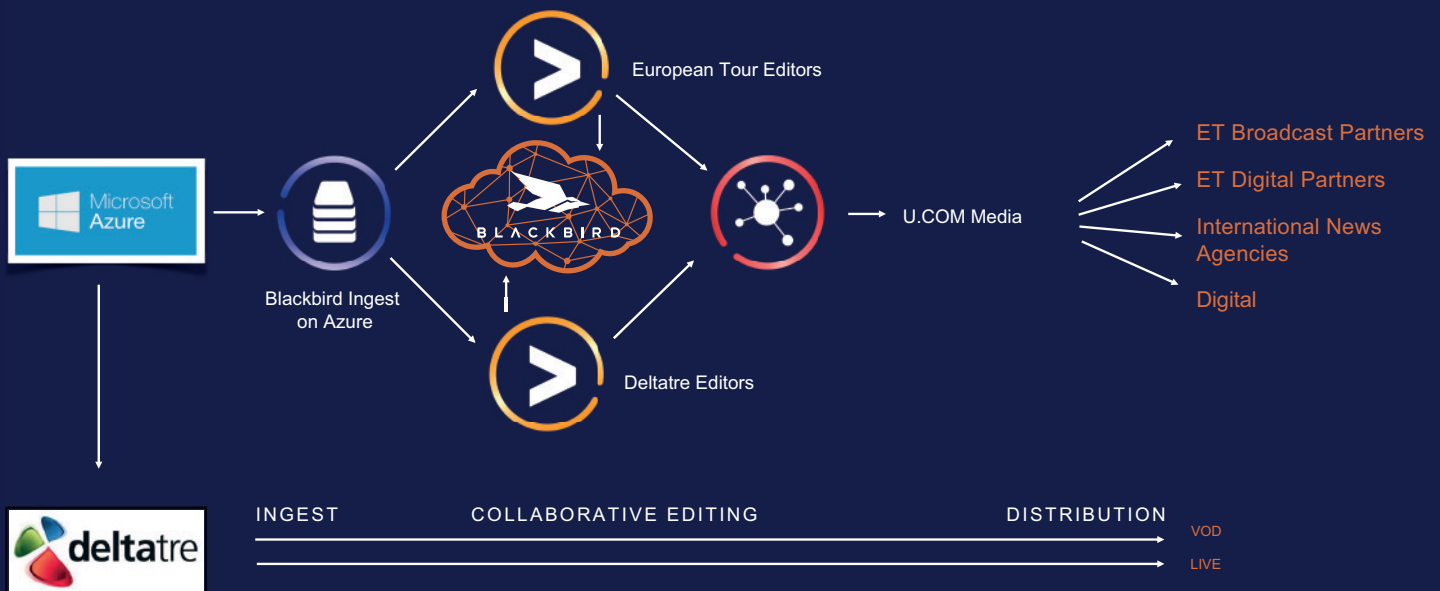 European Tour Editors
Microsoft
Azure
BLACKBIRD
Blackbird Ingest
on Azure
U.COM Media
ET Broadcast Partners
ET Digital Partners
International News
Agencies
Digital
Deltatre Editors
deltatre
INGEST
COLLABORATIVE EDITING
DISTRIBUTION
VOD
LIVE